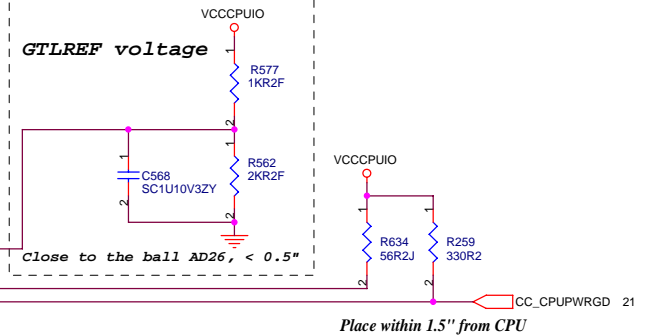 VCCCPUIO
GTLREF voltage
1
R577
1KR2F
2
1
R562
2KR2F
2
1
C568
SC1U10V3ZY
2
Close to the ball AD26, < 0.5"
VCCCPUIO
1
R634
56R2J
2
1
R259
330R2
2
CC_CPUPWRGD 21
Place within 1.5" from CPU